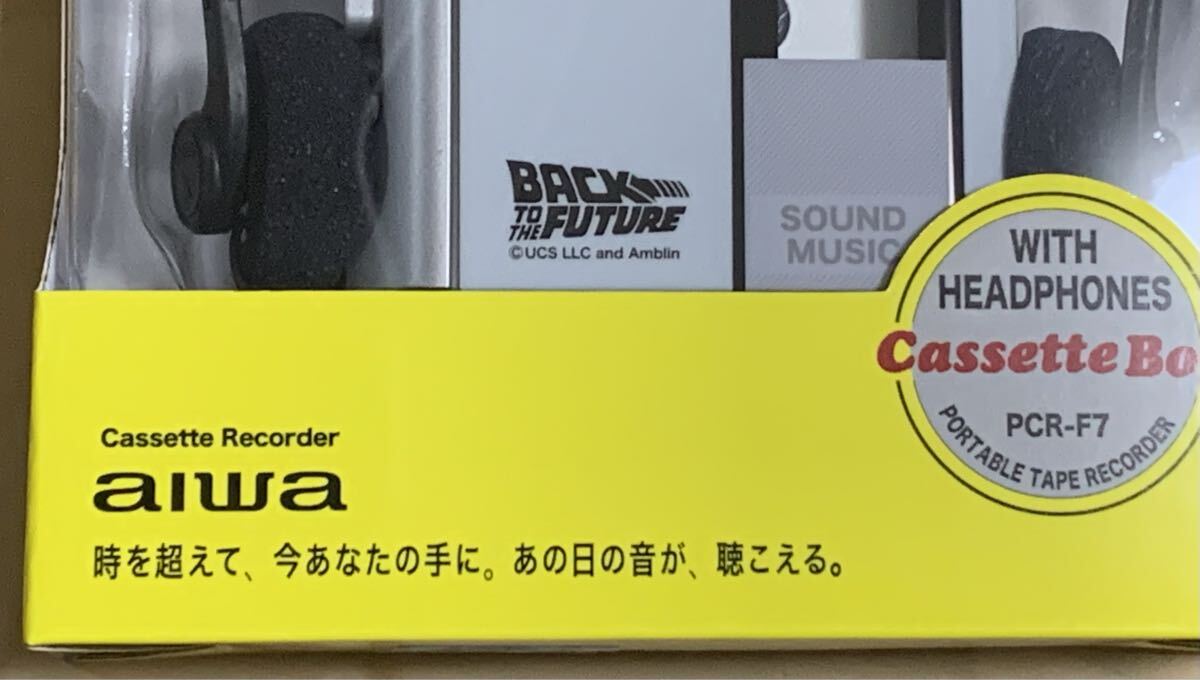 BACK
TO THE FUTURE
©UCS LLC and Amblin
SOUND
MUSIC
WITH
HEADPHONES
Cassette Bo
PCR-F7
PORTABLE TAPE RECORDER
Cassette Recorder
aiwa
時を超えて、今あなたの手に。あの日の音が、聴こえる。